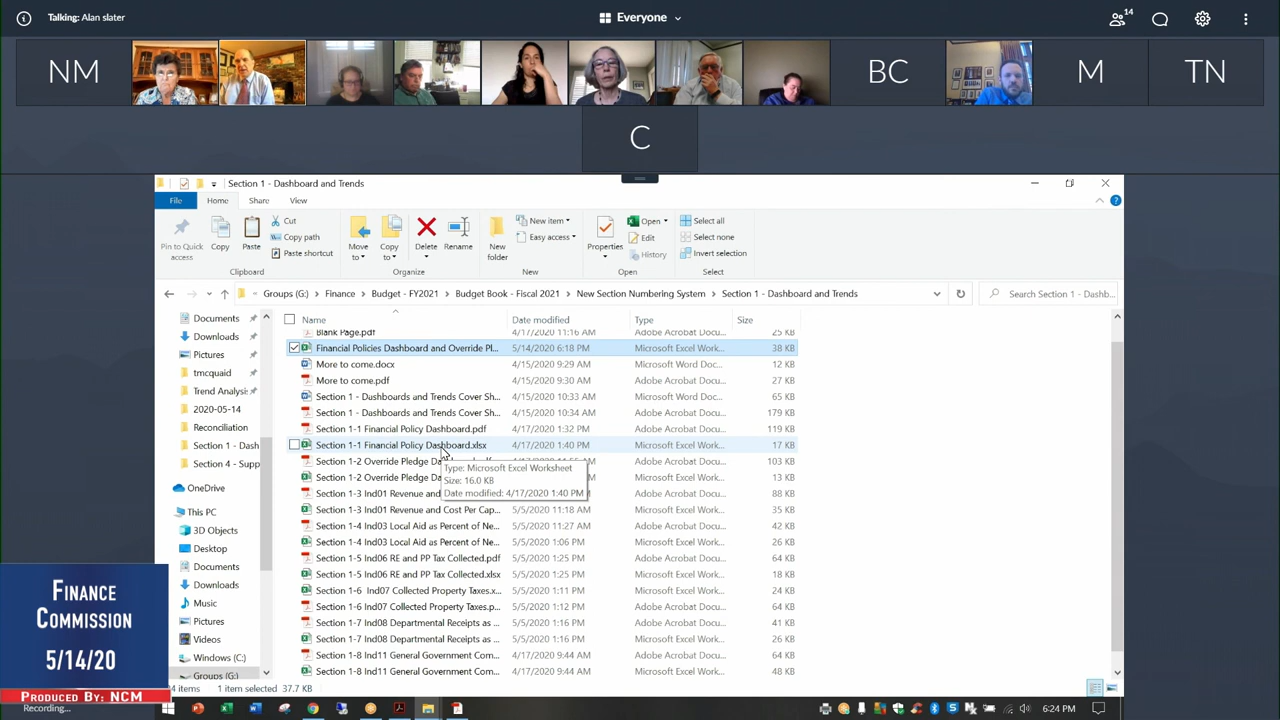 Talking: Alan slater
Everyone
14
NM
BC
M
TN
C
Section 1 - Dashboard and Trends
File
Home
Share
View
Pin to Quick access
Copy
Paste
Cut
Copy path
Paste shortcut
Clipboard
Move to
Copy to
Delete
Rename
Organize
New folder
New item
Easy access
New
Properties
Open
Edit
History
Open
Select all
Select none
Invert selection
Select
Groups (G:) > Finance > Budget - FY2021 > Budget Book - Fiscal 2021 > New Section Numbering System > Section 1 - Dashboard and Trends
Search Section 1 - Dashb...
Name Date modified Type Size
Blank Page.pdf 4/17/2020 11:16 AM Adobe Acrobat Docu... 25 KB
Financial Policies Dashboard and Override Pl... 5/14/2020 6:18 PM Microsoft Excel Work... 38 KB
More to come.docx 4/15/2020 9:29 AM Microsoft Word Doc... 12 KB
More to come.pdf 4/15/2020 9:30 AM Adobe Acrobat Docu... 27 KB
Section 1 - Dashboards and Trends Cover Sh... 4/15/2020 10:33 AM Microsoft Word Doc... 65 KB
Section 1 - Dashboards and Trends Cover Sh... 4/15/2020 10:34 AM Adobe Acrobat Docu... 179 KB
Section 1-1 Financial Policy Dashboard.pdf 4/17/2020 1:32 PM Adobe Acrobat Docu... 119 KB
Section 1-1 Financial Policy Dashboard.xlsx 4/17/2020 1:40 PM Microsoft Excel Work... 17 KB
Section 1-2 Override Pledge Da Adobe Acrobat Docu... 103 KB
Section 1-2 Override Pledge Da Microsoft Excel Work... 13 KB
Section 1-3 Ind01 Revenue and Adobe Acrobat Docu... 88 KB
Section 1-3 Ind01 Revenue and Cost Per Cap... 5/5/2020 11:18 AM Microsoft Excel Work... 35 KB
Section 1-4 Ind03 Local Aid as Percent of Ne... 5/5/2020 11:27 AM Adobe Acrobat Docu... 42 KB
Section 1-4 Ind03 Local Aid as Percent of Ne... 5/5/2020 1:06 PM Microsoft Excel Work... 26 KB
Section 1-5 Ind06 RE and PP Tax Collected.pdf 5/5/2020 1:25 PM Adobe Acrobat Docu... 64 KB
Section 1-5 Ind06 RE and PP Tax Collected.xlsx 5/5/2020 1:25 PM Microsoft Excel Work... 18 KB
Section 1-6 Ind07 Collected Property Taxes.x... 5/5/2020 1:11 PM Microsoft Excel Work... 24 KB
Section 1-6 Ind07 Collected Property Taxes.p... 5/5/2020 1:12 PM Adobe Acrobat Docu... 64 KB
Section 1-7 Ind08 Departmental Receipts as ... 5/5/2020 1:16 PM Adobe Acrobat Docu... 41 KB
Section 1-7 Ind08 Departmental Receipts as ... 5/5/2020 1:16 PM Microsoft Excel Work... 26 KB
Section 1-8 Ind11 General Government Com... 4/17/2020 9:44 AM Adobe Acrobat Docu... 64 KB
Section 1-8 Ind11 General Government Com... 4/17/2020 9:44 AM Microsoft Excel Work... 48 KB
Type: Microsoft Excel Worksheet
Size: 16.0 KB
Date modified: 4/17/2020 1:40 PM
Documents
Downloads
Pictures
tmcquaid
Trend Analysis
2020-05-14
Reconciliation
Section 1 - Dash
Section 4 - Supp
OneDrive
This PC
3D Objects
Desktop
Documents
Downloads
Music
Pictures
Videos
Windows (C:)
Groups (G:)
4 items 1 item selected 37.7 KB
6:24 PM
FINANCE
COMMISSION
5/14/20
PRODUCED BY: NCM
Recording...